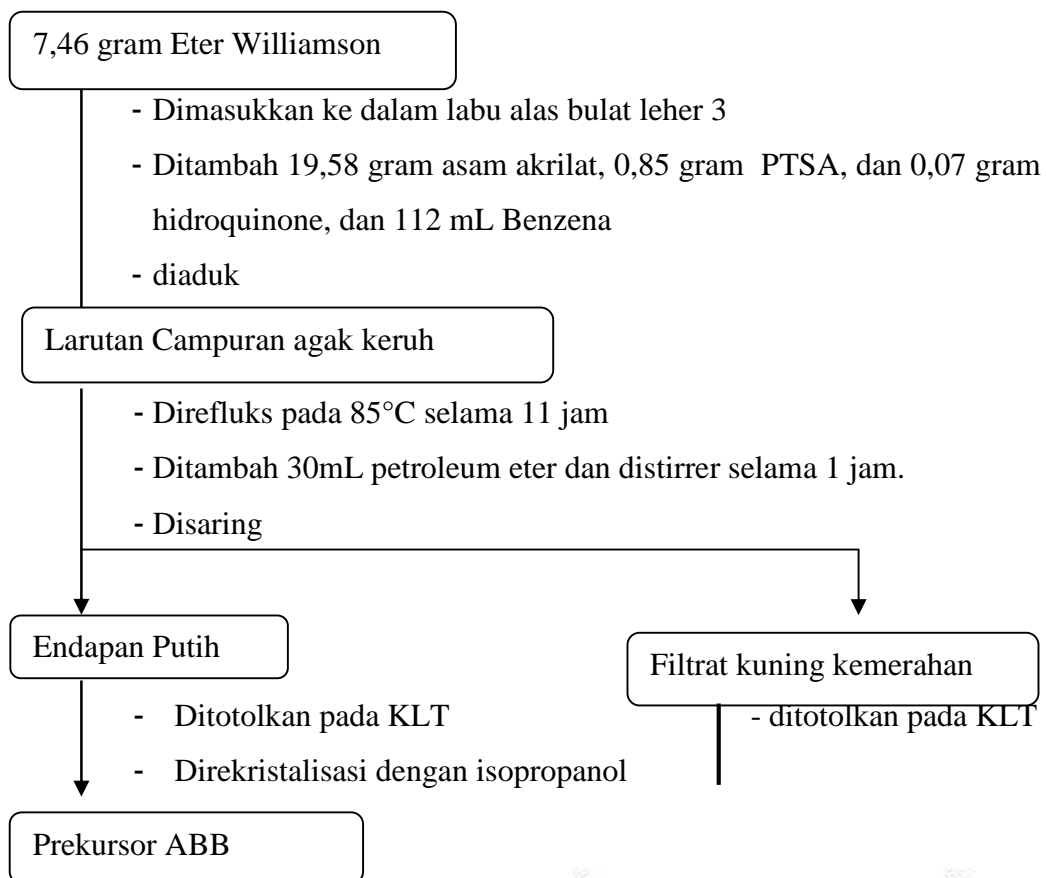 7,46 gram Eter Williamson
- Dimasukkan ke dalam labu alas bulat leher 3
- Ditambah 19,58 gram asam akrilat, 0,85 gram PTSA, dan 0,07 gram
hidroquinone, dan 112 mL Benzena
- diaduk
Larutan Campuran agak keruh
- Direfluks pada 85°C selama 11 jam
- Ditambah 30mL petroleum eter dan distirrer selama 1 jam.
- Disaring
Endapan Putih
Filtrat kuning kemerahan
- Ditotolkan pada KLT
- ditotolkan pada KLT
- Direkristalisasi dengan isopropanol
Prekursor ABB